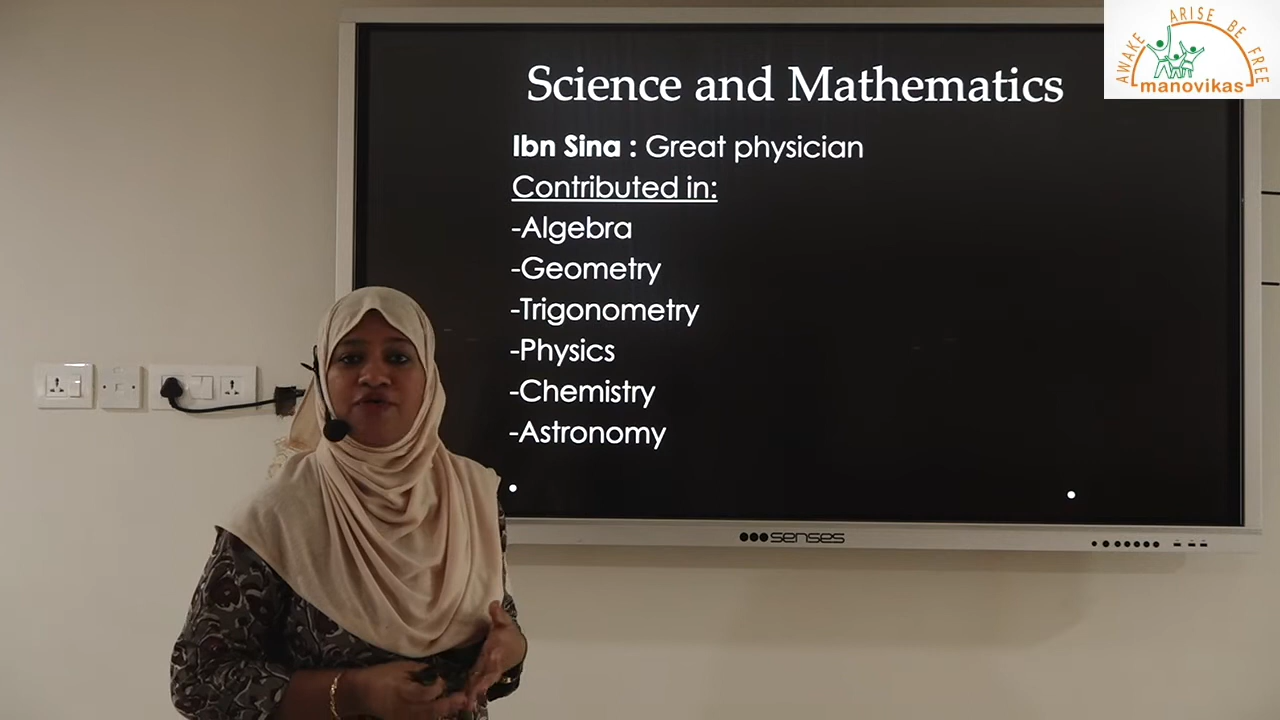 AWAKE ARISE BE FREE
manovikas
Science and Mathematics
Ibn Sina : Great physician
Contributed in:
-Algebra
-Geometry
-Trigonometry
-Physics
-Chemistry
-Astronomy
senses